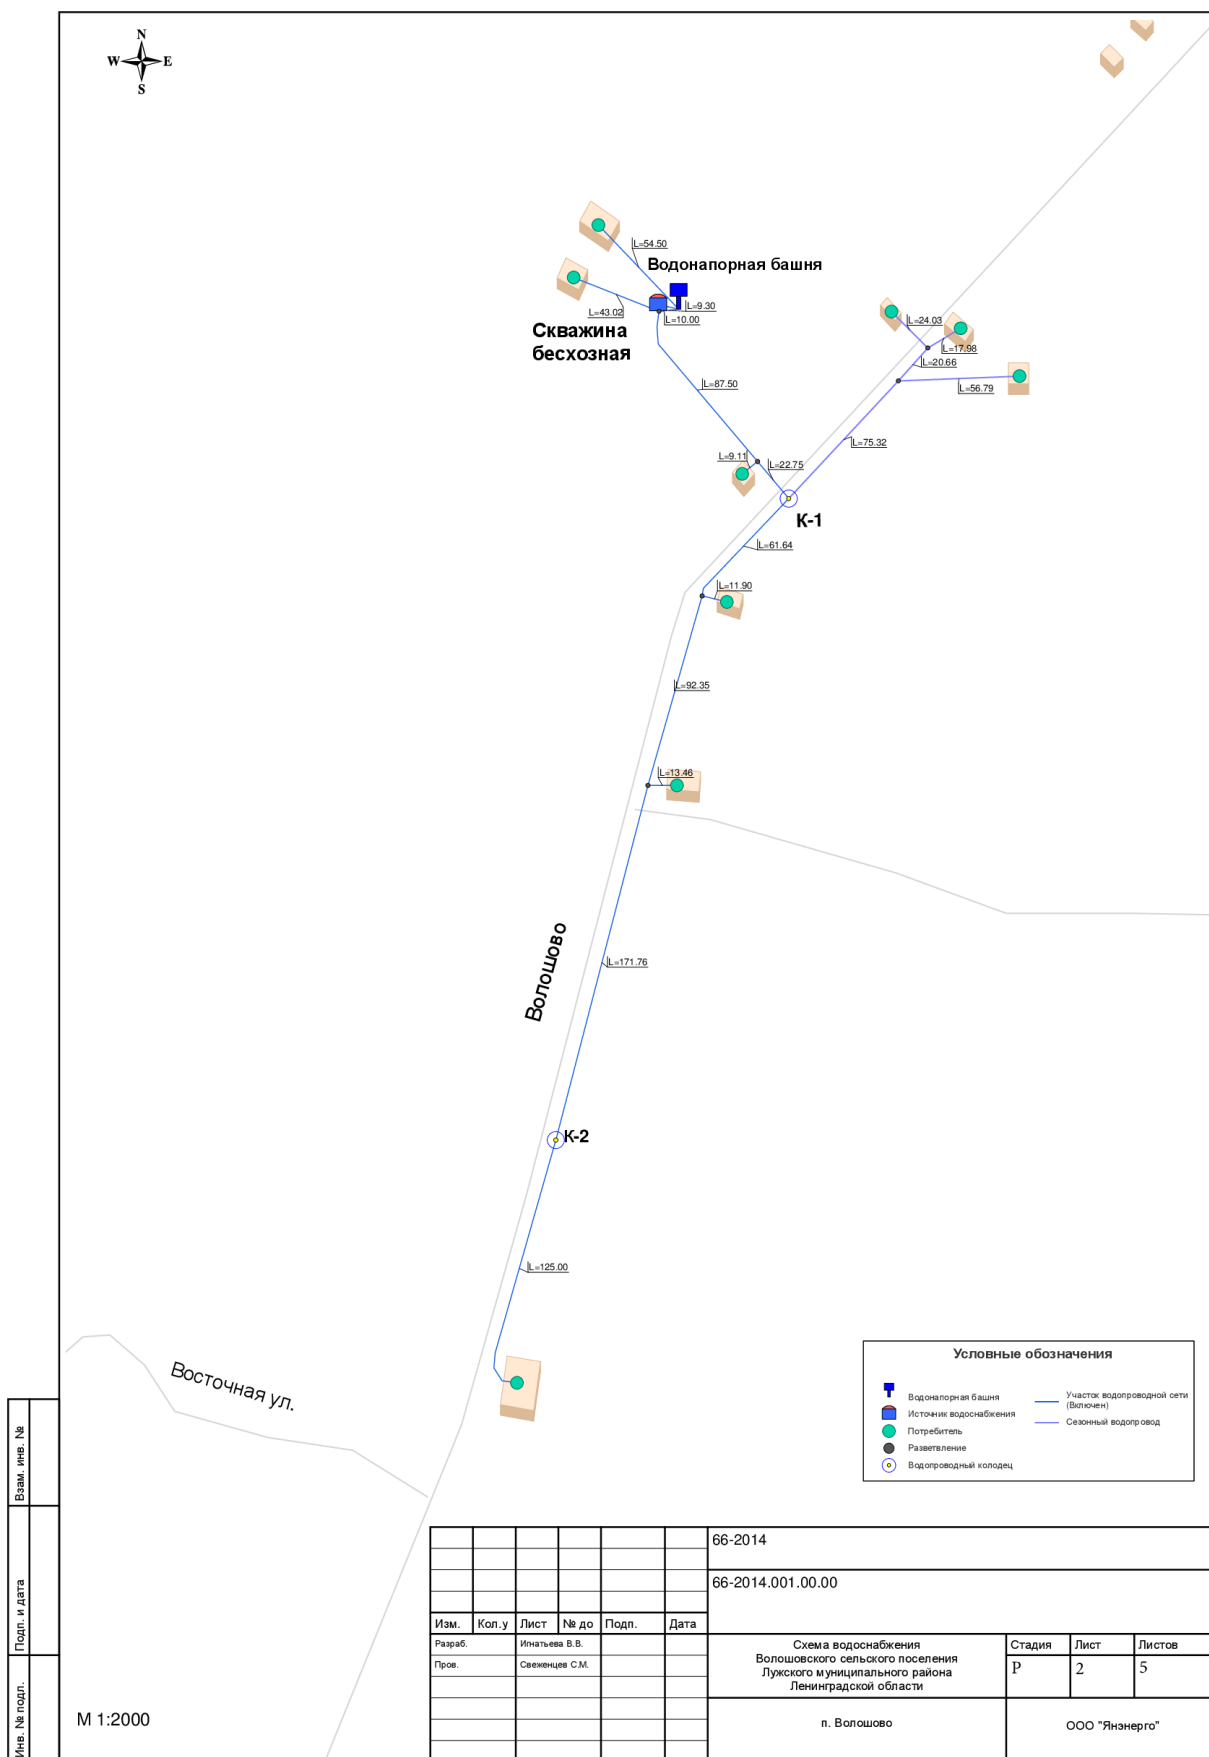 N
W E
S
L=54.50
Водонапорная башня
L=9.30
L=43.02
L=10.00
Скважина
бесхозная
L=24.03
L=17.98
L=20.66
L=56.79
L=87.50
L=75.32
L=9.11
L=22.75
К-1
L=61.64
L=11.90
L=92.35
L=13.46
Волошово
L=171.76
К-2
L=125.00
Восточная ул.
Условные обозначения
Водонапорная башня
Источник водоснабжения
Потребитель
Разветвление
Водопроводный колодец
Участок водопроводной сети
(Включен)
Сезонный водопровод
Взам. инв. №
Подп. и дата
Инв. № подл.
М 1:2000
66-2014
66-2014.001.00.00
Изм. Кол.у Лист № до Подп. Дата
Разраб. Игнатьева В.В.
Пров. Свеженцев С.М.
Схема водоснабжения
Волошовского сельского поселения
Лужского муниципального района
Ленинградской области
Стадия Лист Листов
Р 2 5
п. Волошово
ООО "Янэнерго"